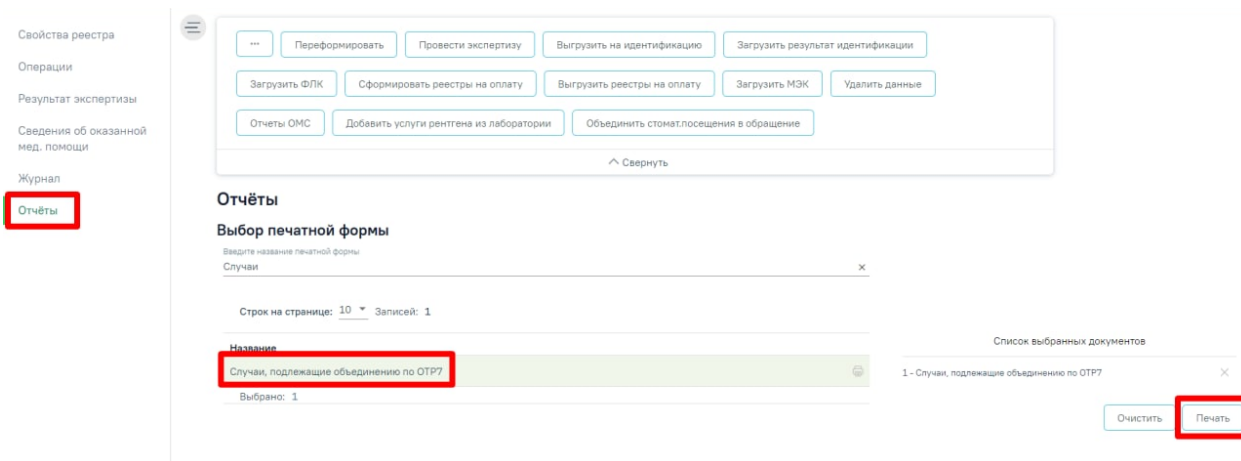 Свойства реестра
Операции
Результат экспертизы
Сведения об оказанной
мед. помощи
Журнал
Отчёты
... Переформировать Провести экспертизу Выгрузить на идентификацию Загрузить результат идентификации
Загрузить ФЛК Сформировать реестры на оплату Выгрузить реестры на оплату Загрузить МЭК Удалить данные
Отчеты ОМС Добавить услуги рентгена из лаборатории Объединить стомат.посещения в обращение
Свернуть
Отчёты
Выбор печатной формы
Введите название печатной формы
Случаи
Строк на странице: 10 Записей: 1
Название
Случаи, подлежащие объединению по ОТР7
Выбрано: 1
Список выбранных документов
1 - Случаи, подлежащие объединению по ОТР7
Очистить Печать